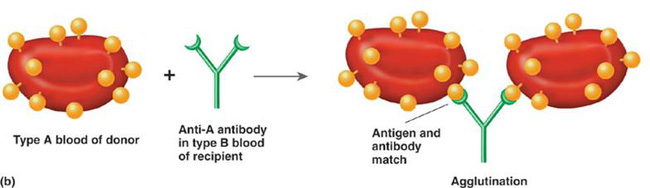 +
Type A blood of donor
Anti-A antibody
in type B blood
of recipient
Antigen and
antibody
match
(b)
Agglutination